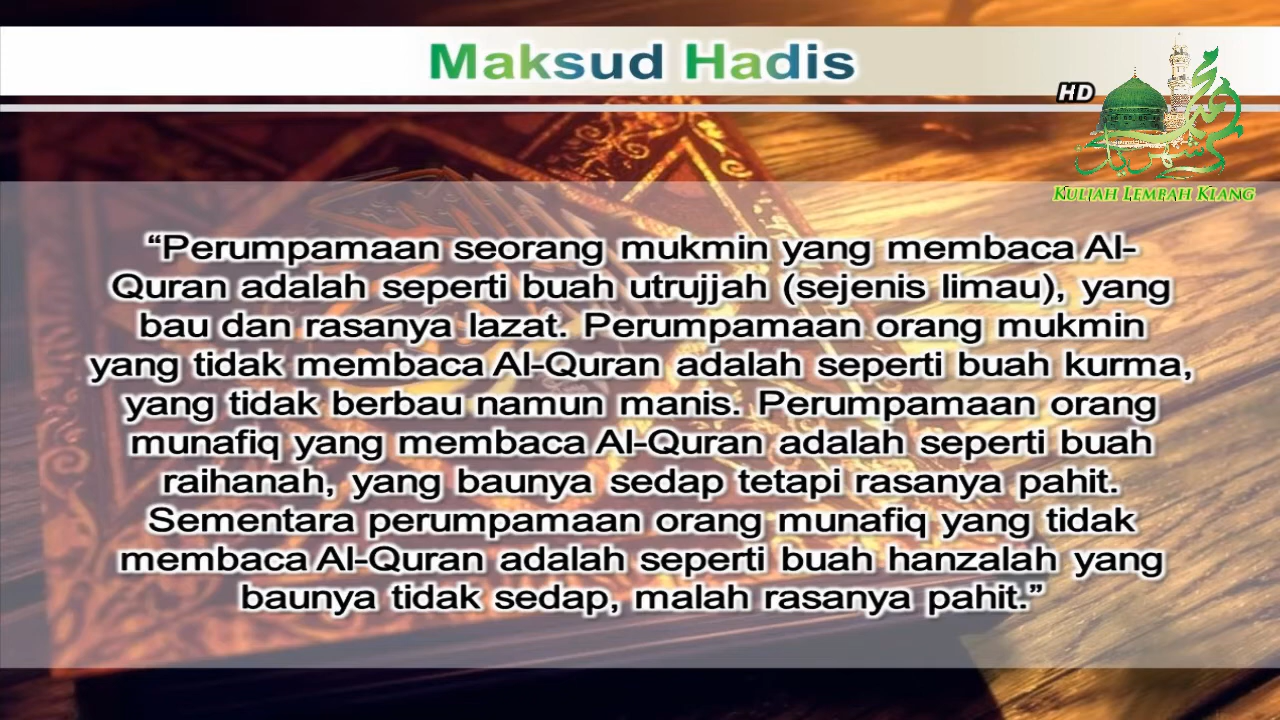 Maksud Hadis
HD
KULIAH LEMBAH KLANG
“Perumpamaan seorang mukmin yang membaca Al-
Quran adalah seperti buah utrujjah (sejenis limau), yang
bau dan rasanya lazat. Perumpamaan orang mukmin
yang tidak membaca Al-Quran adalah seperti buah kurma,
yang tidak berbau namun manis. Perumpamaan orang
munafiq yang membaca Al-Quran adalah seperti buah
raihanah, yang baunya sedap tetapi rasanya pahit.
Sementara perumpamaan orang munafiq yang tidak
membaca Al-Quran adalah seperti buah hanzalah yang
baunya tidak sedap, malah rasanya pahit.”